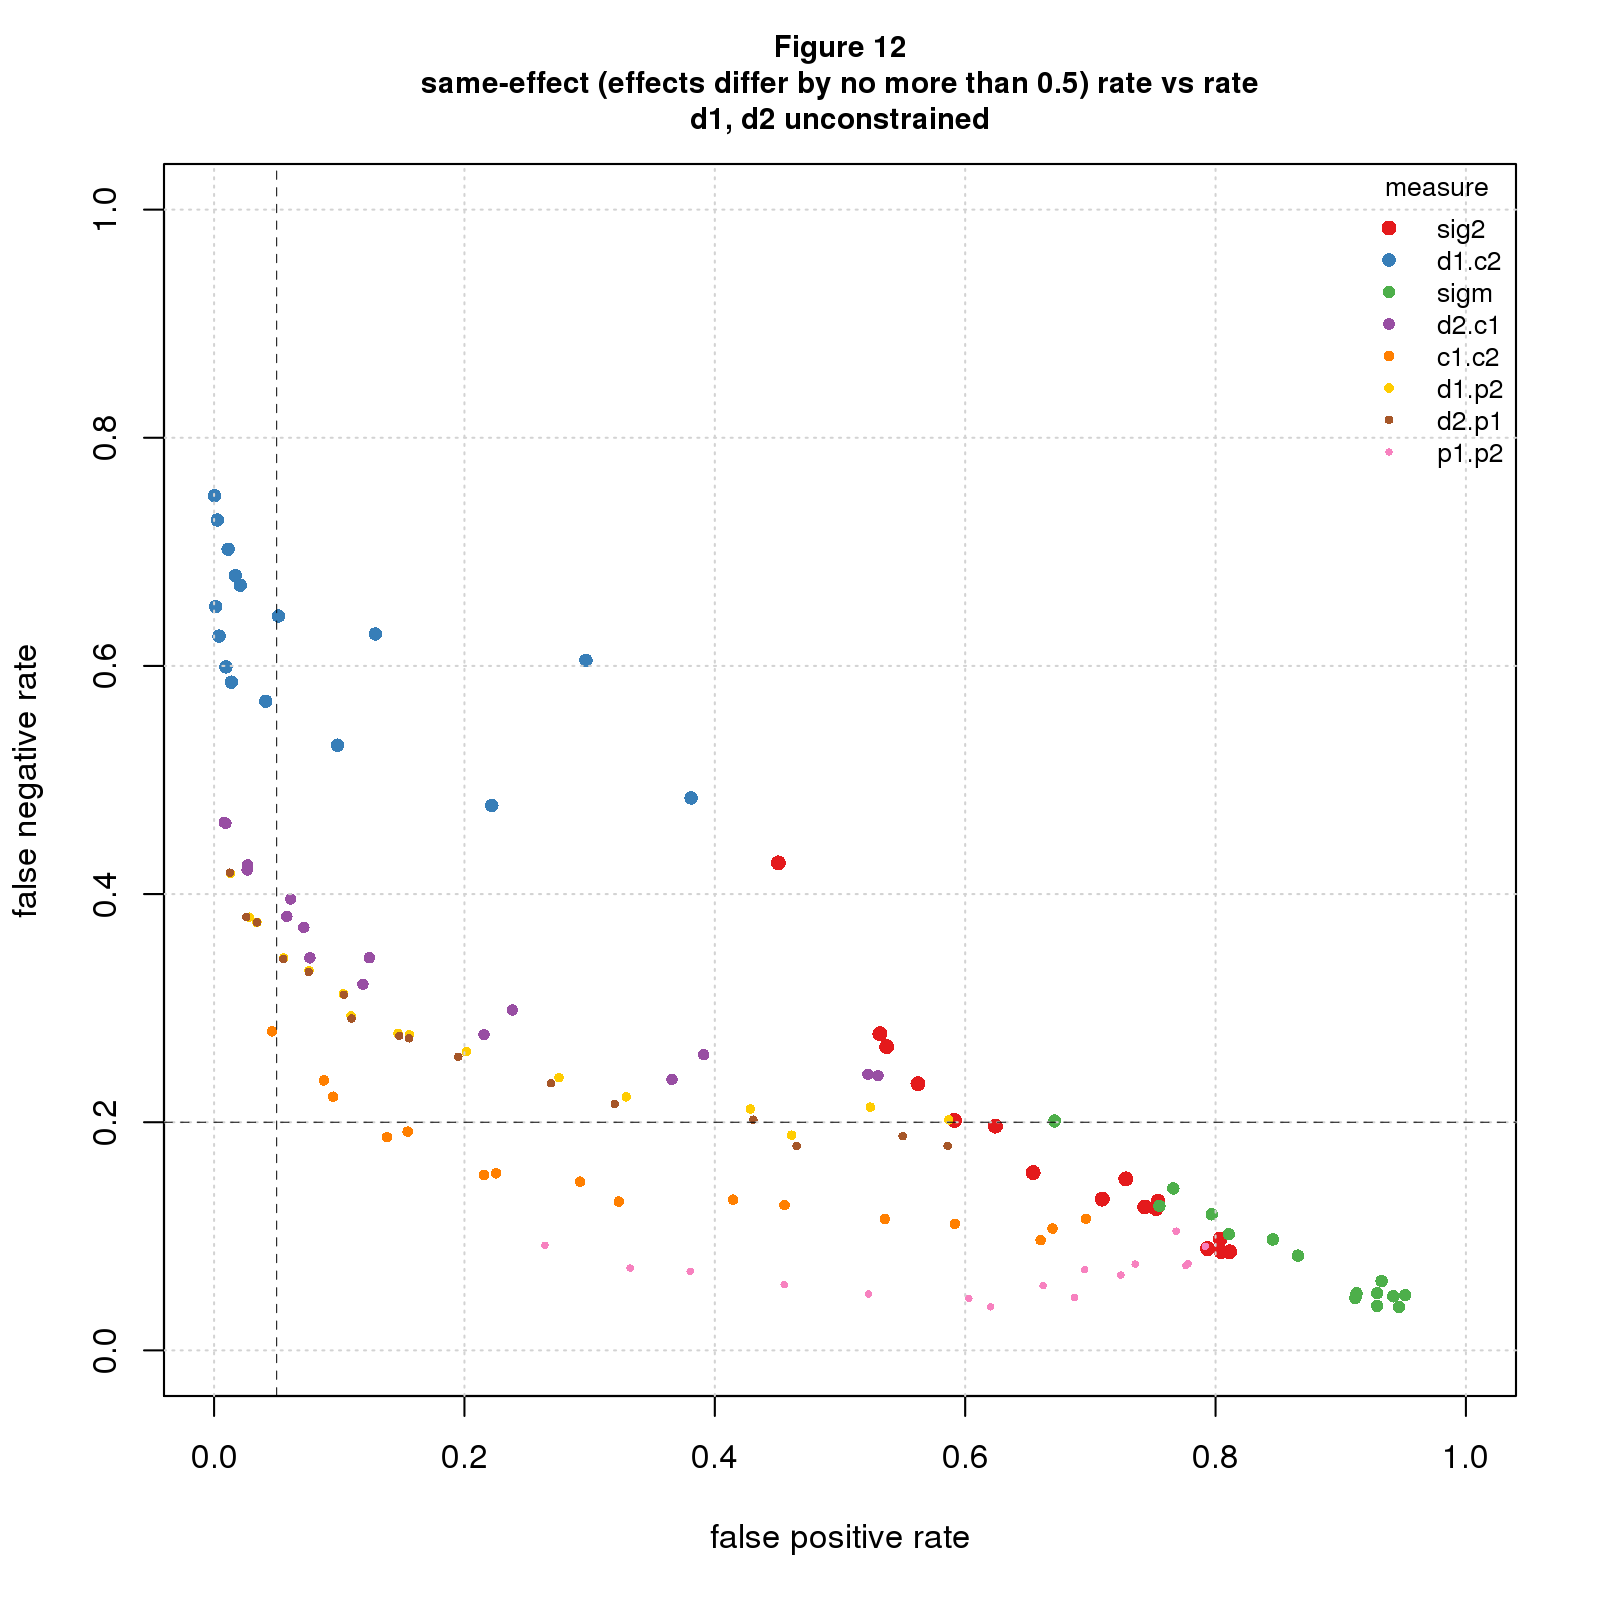 Figure 12
same-effect (effects differ by no more than 0.5) rate vs rate
d1, d2 unconstrained
measure
sig2
d1.c2
sigm
d2.c1
c1.c2
d1.p2
d2.p1
p1.p2
false negative rate
1.0
0.8
0.6
0.4
0.2
0.0
0.0 0.2 0.4 0.6 0.8 1.0
false positive rate